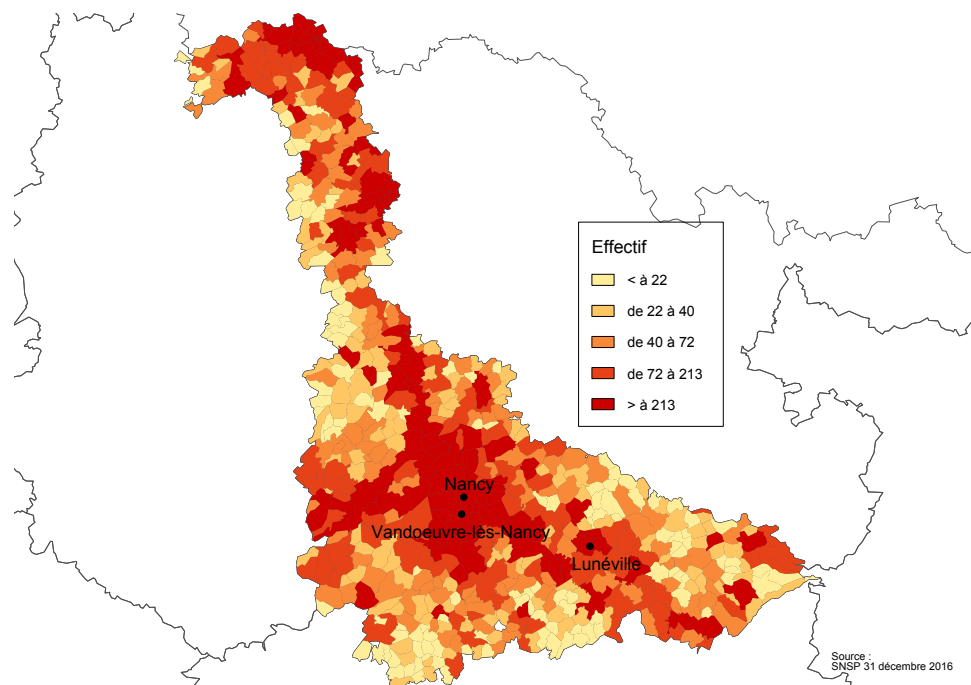 Effectif
< à 22
de 22 à 40
de 40 à 72
de 72 à 213
> à 213
Nancy
Vandoeuvre-lès-Nancy
Lunéville
Source :
SNSP 31 décembre 2016